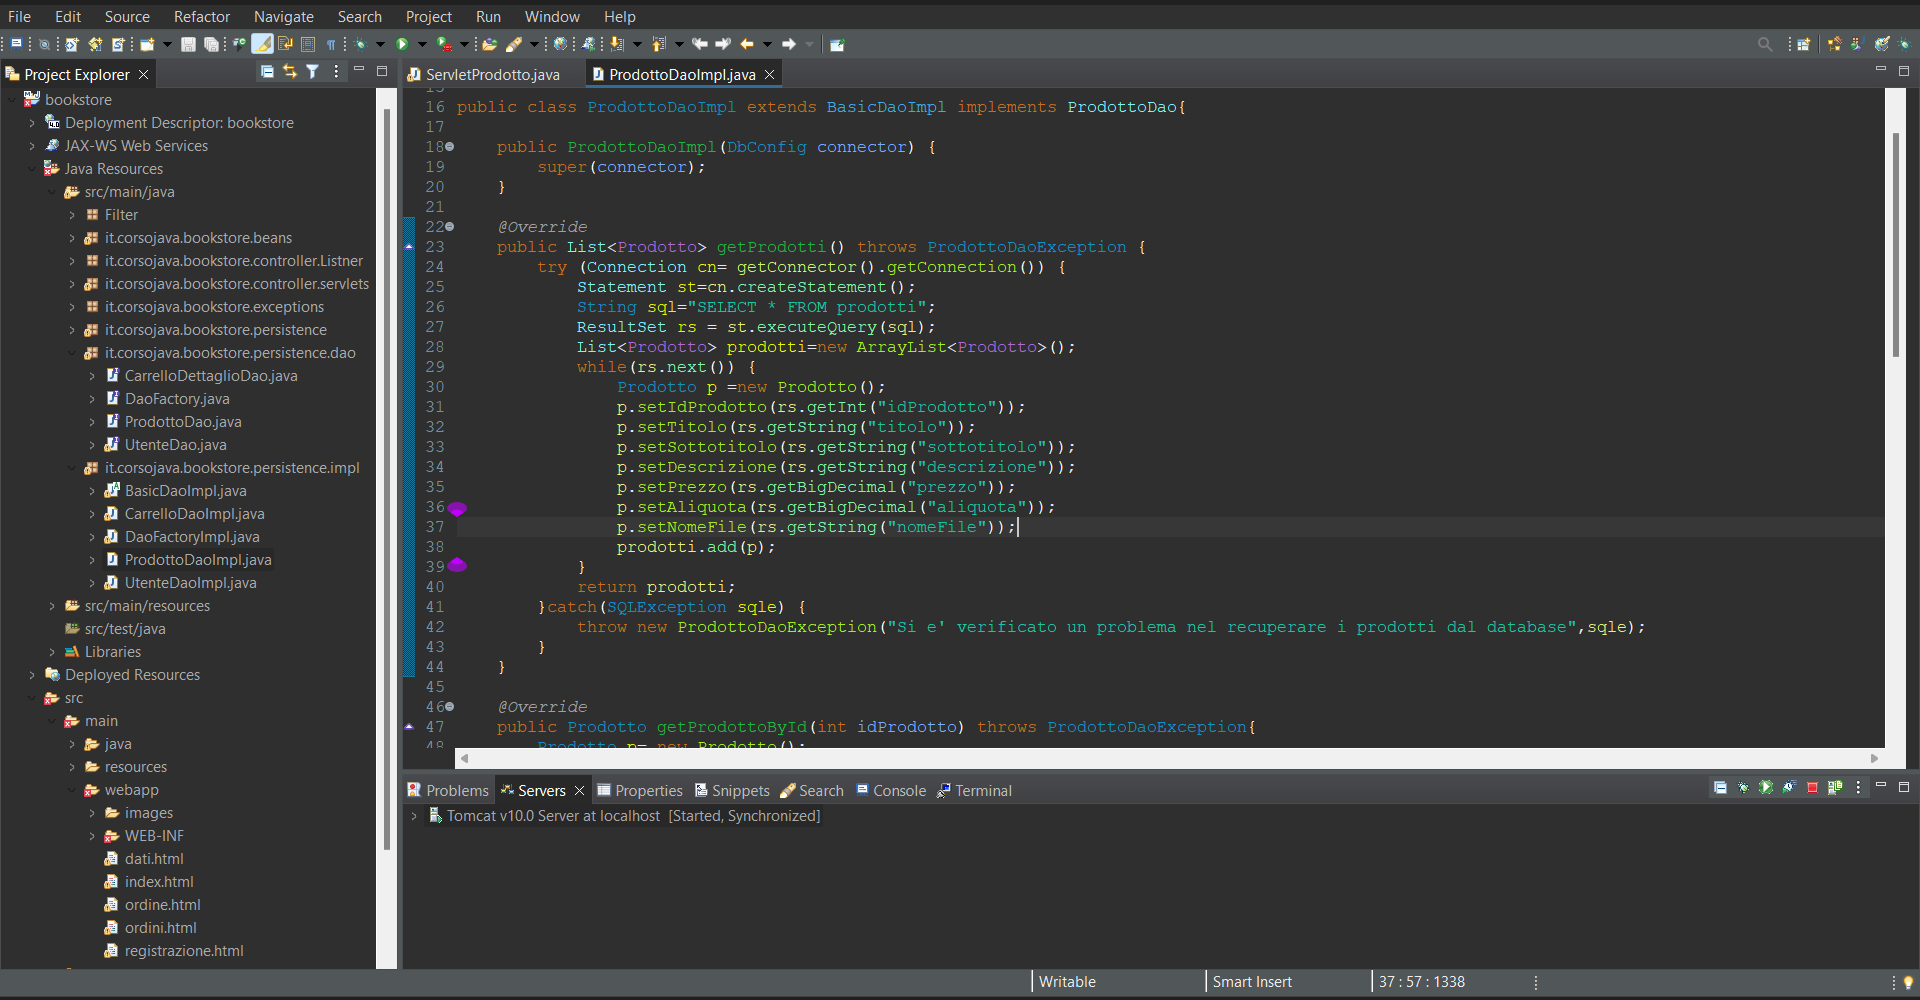 File Edit Source Refactor Navigate Search Project Run Window Help
Project Explorer
bookstore
Deployment Descriptor: bookstore
JAX-WS Web Services
Java Resources
src/main/java
Filter
it.corsojava.bookstore.beans
it.corsojava.bookstore.controller.Listner
it.corsojava.bookstore.controller.servlets
it.corsojava.bookstore.exceptions
it.corsojava.bookstore.persistence
it.corsojava.bookstore.persistence.dao
CarrelloDettaglioDao.java
DaoFactory.java
ProdottoDao.java
UtenteDao.java
it.corsojava.bookstore.persistence.impl
BasicDaoImpl.java
CarrelloDaoImpl.java
DaoFactoryImpl.java
ProdottoDaoImpl.java
UtenteDaoImpl.java
src/main/resources
src/test/java
Libraries
Deployed Resources
src
main
java
resources
webapp
images
WEB-INF
dati.html
index.html
ordine.html
ordini.html
registrazione.html
ServletProdotto.java ProdottoDaoImpl.java
15
16 public class ProdottoDaoImpl extends BasicDaoImpl implements ProdottoDao{
17
18 public ProdottoDaoImpl(DbConfig connector) {
19 super(connector);
20 }
21
22 @Override
23 public List<Prodotto> getProdotti() throws ProdottoDaoException {
24 try (Connection cn= getConnector().getConnection()) {
25 Statement st=cn.createStatement();
26 String sql="SELECT * FROM prodotti";
27 ResultSet rs = st.executeQuery(sql);
28 List<Prodotto> prodotti=new ArrayList<Prodotto>();
29 while(rs.next()) {
30 Prodotto p =new Prodotto();
31 p.setIdProdotto(rs.getInt("idProdotto"));
32 p.setTitolo(rs.getString("titolo"));
33 p.setSottotitolo(rs.getString("sottotitolo"));
34 p.setDescrizione(rs.getString("descrizione"));
35 p.setPrezzo(rs.getBigDecimal("prezzo"));
36 p.setAliquota(rs.getBigDecimal("aliquota"));
37 p.setNomeFile(rs.getString("nomeFile"));
38 prodotti.add(p);
39 }
40 return prodotti;
41 }catch(SQLException sqle) {
42 throw new ProdottoDaoException("Si e' verificato un problema nel recuperare i prodotti dal database",sqle);
43 }
44 }
45
46 @Override
47 public Prodotto getProdottoById(int idProdotto) throws ProdottoDaoException{
48 Prodotto p= new Prodotto();
Problems Servers Properties Snippets Search Console Terminal
Tomcat v10.0 Server at localhost [Started, Synchronized]
Writable Smart Insert 37 : 57 : 1338